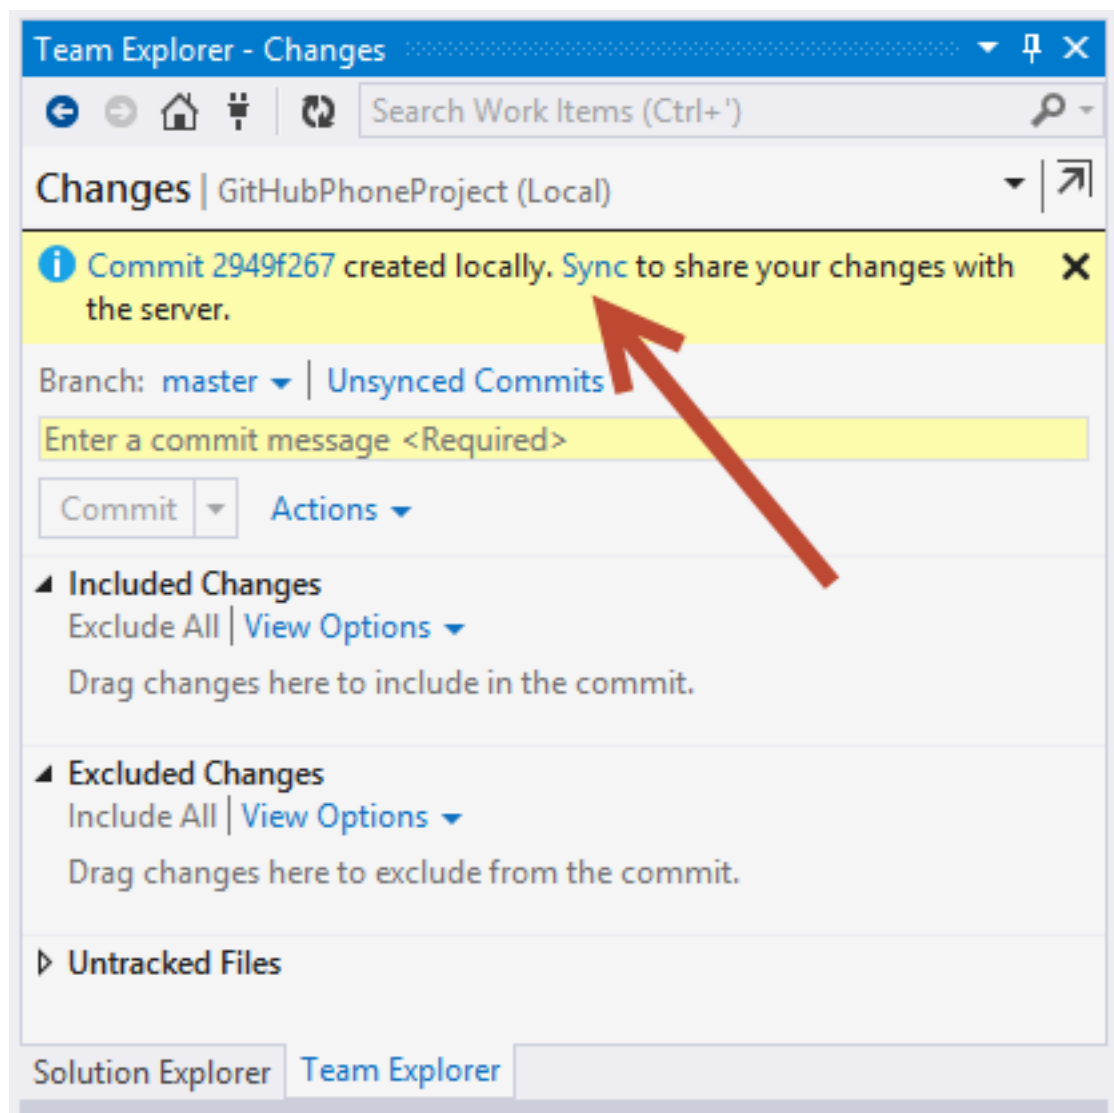 Team Explorer - Changes
Search Work Items (Ctrl+')
Changes | GitHubPhoneProject (Local)
Commit 2949f267 created locally. Sync to share your changes with
the server.
Branch: master | Unsynced Commits
Enter a commit message <Required>
Commit Actions
Included Changes
Exclude All | View Options
Drag changes here to include in the commit.
Excluded Changes
Include All | View Options
Drag changes here to exclude from the commit.
Untracked Files
Solution Explorer Team Explorer